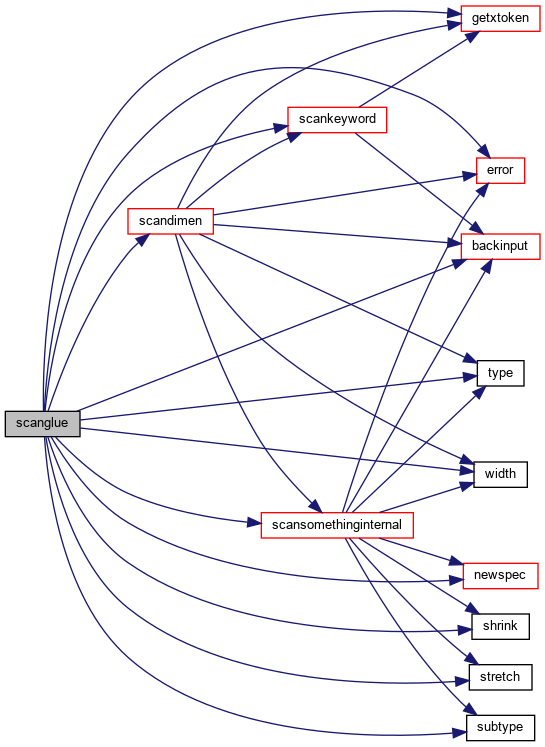 getxtoken
scankeyword
error
scandimen
backinput
type
scanglue
width
scansomethinginternal
newspec
shrink
stretch
subtype